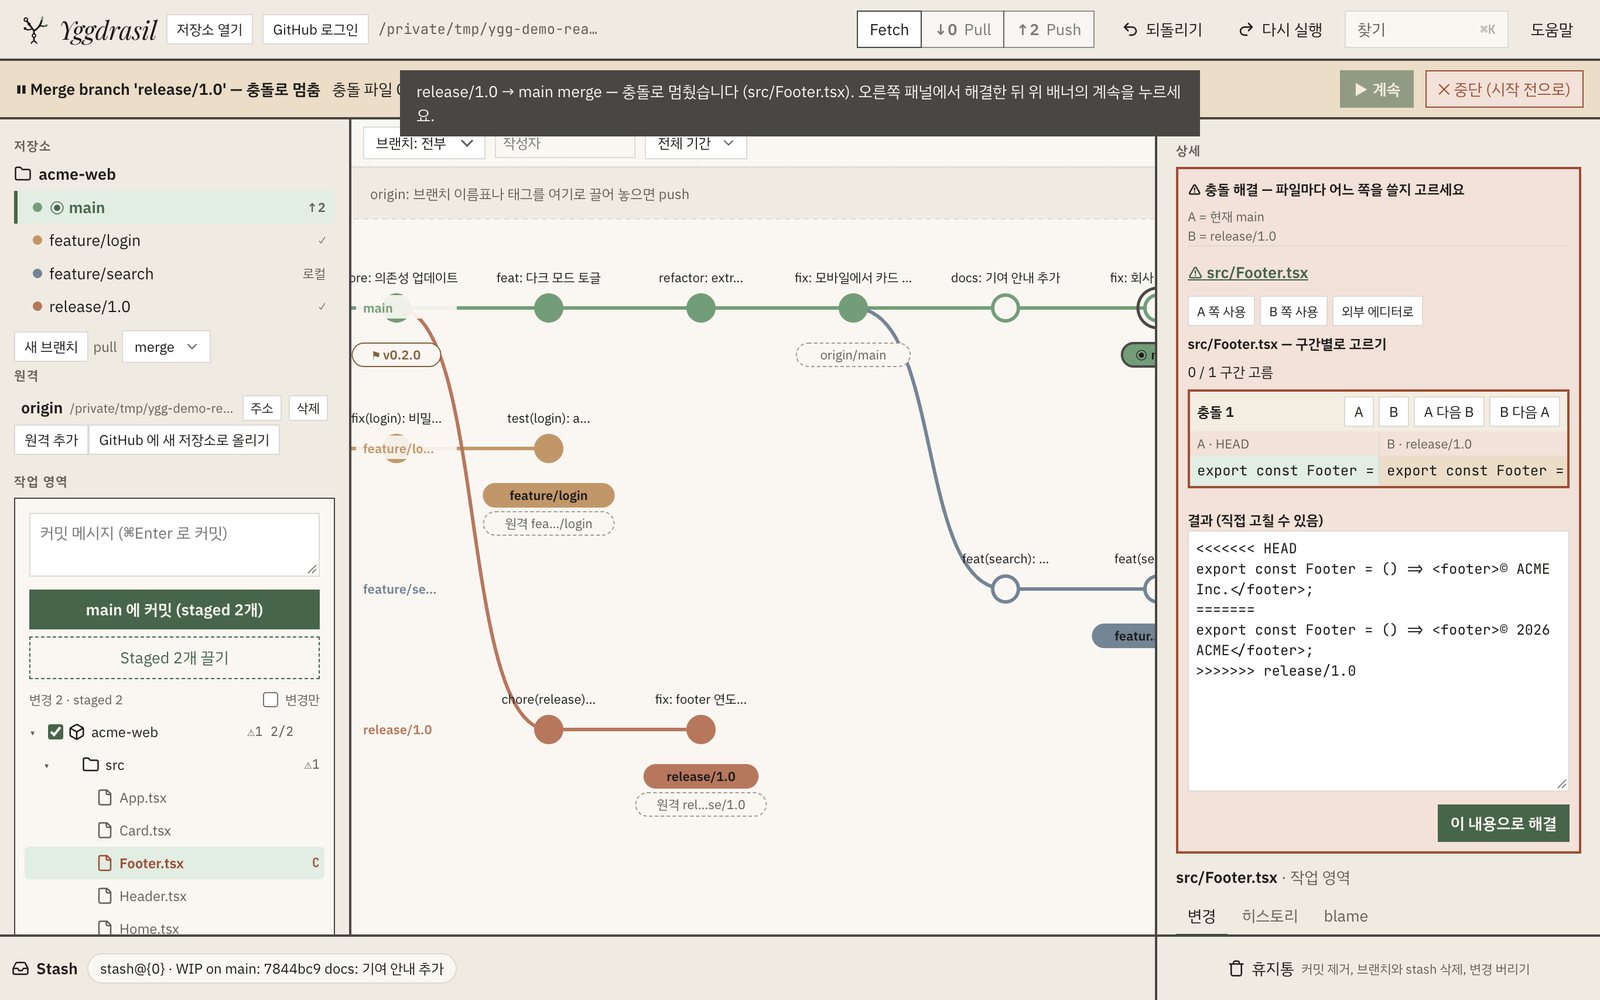 Yggdrasil 저장소 열기 GitHub 로그인 /private/tmp/ygg-demo-rea… Fetch ↓0 Pull ↑2 Push 되돌리기 다시 실행 찾기 ⌘K 도움말
Merge branch 'release/1.0' — 충돌로 멈춤 충돌 파일 ▶ 계속 × 중단 (시작 전으로)
release/1.0 → main merge — 충돌로 멈췄습니다 (src/Footer.tsx). 오른쪽 패널에서 해결한 뒤 위 배너의 계속을 누르세
요.
저장소
acme-web
main ↑2
feature/login ✓
feature/search 로컬
release/1.0 ✓
새 브랜치 pull merge
원격
origin /private/tmp/ygg-demo-re… 주소 삭제
원격 추가 GitHub 에 새 저장소로 올리기
작업 영역
커밋 메시지 (⌘Enter 로 커밋)
main 에 커밋 (staged 2개)
Staged 2개 끌기
변경 2 · staged 2 변경만
acme-web ⚠1 2/2
src ⚠1
App.tsx
Card.tsx
Footer.tsx C
Header.tsx
Home.tsx
브랜치: 전부 작성자 전체 기간
origin: 브랜치 이름표나 태그를 여기로 끌어 놓으면 push
ore: 의존성 업데이트 feat: 다크 모드 토글 refactor: extr… fix: 모바일에서 카드 … docs: 기여 안내 추가 fix: 회사
main
v0.2.0 origin/main
fix(login): 비밀… test(login): a…
feature/lo…
feature/login
원격 fea…/login
feat(search): … feat(se
feature/se…
featur..
chore(release)… fix: footer 연도…
release/1.0
release/1.0
원격 rel…se/1.0
상세
⚠ 충돌 해결 — 파일마다 어느 쪽을 쓸지 고르세요
A = 현재 main
B = release/1.0
⚠ src/Footer.tsx
A 쪽 사용 B 쪽 사용 외부 에디터로
src/Footer.tsx — 구간별로 고르기
0 / 1 구간 고름
충돌 1 A B A 다음 B B 다음 A
A · HEAD B · release/1.0
export const Footer = export const Footer =
결과 (직접 고칠 수 있음)
<<<<<<< HEAD
export const Footer = () => <footer>© ACME
Inc.</footer>;
=======
export const Footer = () => <footer>© 2026
ACME</footer>;
>>>>>>> release/1.0
이 내용으로 해결
src/Footer.tsx · 작업 영역
변경 히스토리 blame
Stash stash@{0} · WIP on main: 7844bc9 docs: 기여 안내 추가
휴지통 커밋 제거, 브랜치와 stash 삭제, 변경 버리기